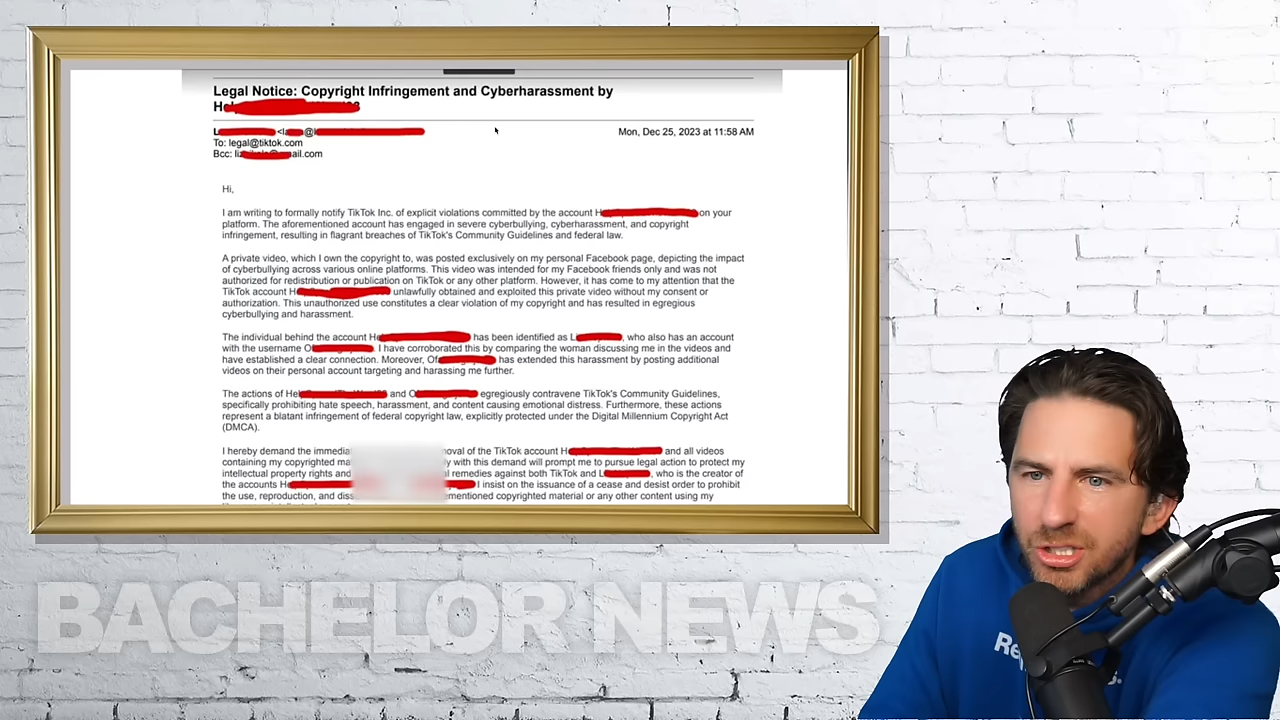 Legal Notice: Copyright Infringement and Cyberharassment by
He
Mon, Dec 25, 2023 at 11:58 AM
To: legal@tiktok.com
Bcc: ail.com
Hi,
I am writing to formally notify TikTok Inc. of explicit violations committed by the account H on your
platform. The aforementioned account has engaged in severe cyberbullying, cyberharassment, and copyright
infringement, resulting in flagrant breaches of TikTok's Community Guidelines and federal law.
A private video, which I own the copyright to, was posted exclusively on my personal Facebook page, depicting the impact
of cyberbullying across various online platforms. This video was intended for my Facebook friends only and was not
authorized for redistribution or publication on TikTok or any other platform. However, it has come to my attention that the
TikTok account H unlawfully obtained and exploited this private video without my consent or
authorization. This unauthorized use constitutes a clear violation of my copyright and has resulted in egregious
cyberbullying and harassment.
The individual behind the account He has been identified as Li , who also has an account
with the username O . I have corroborated this by comparing the woman discussing me in the videos and
have established a clear connection. Moreover, Of has extended this harassment by posting additional
videos on their personal account targeting and harassing me further.
The actions of Hel and O egregiously contravene TikTok's Community Guidelines,
specifically prohibiting hate speech, harassment, and content causing emotional distress. Furthermore, these actions
represent a blatant infringement of federal copyright law, explicitly protected under the Digital Millennium Copyright Act
(DMCA).
I hereby demand the immedia oval of the TikTok account H and all videos
containing my copyrighted ma y with this demand will prompt me to pursue legal action to protect my
intellectual property rights and l remedies against both TikTok and L , who is the creator of
the accounts He I insist on the issuance of a cease and desist order to prohibit
the use, reproduction, and diss ementioned copyrighted material or any other content using my
BACHELOR NEWS
Re